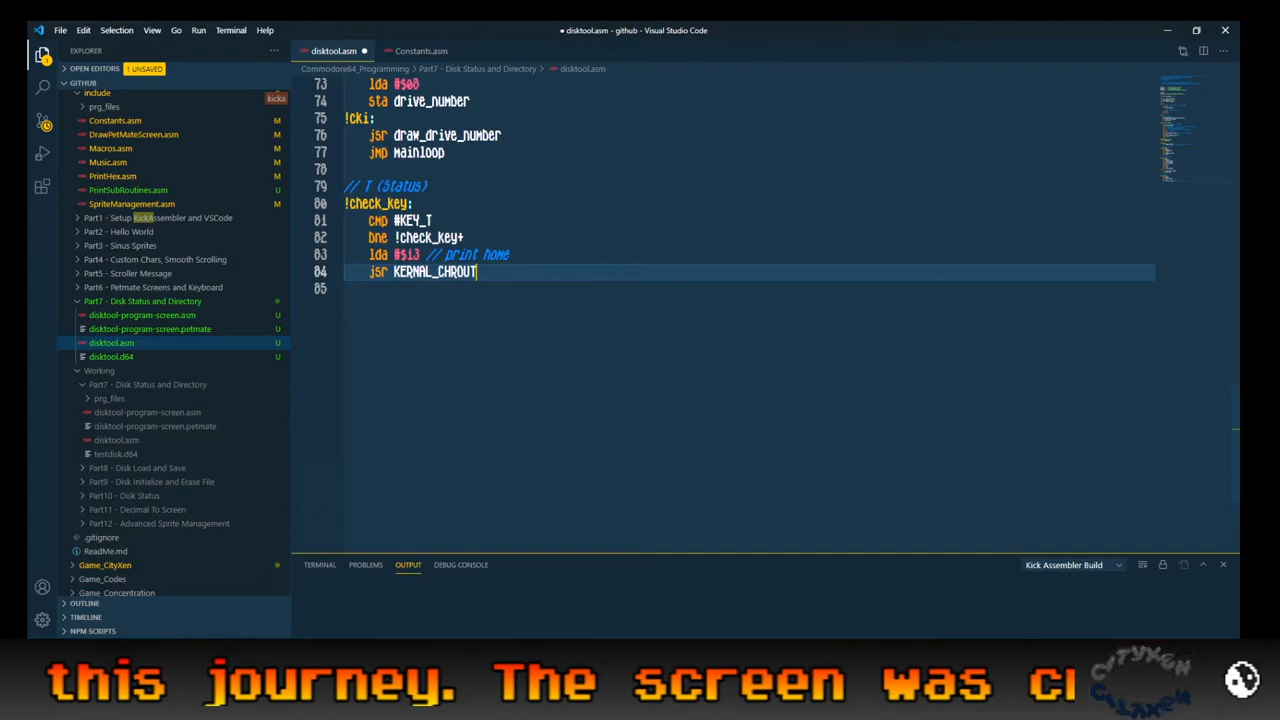 File Edit Selection View Go Run Terminal Help
● disktool.asm - github - Visual Studio Code
EXPLORER
disktool.asm
Constants.asm
OPEN EDITORS 1 UNSAVED
Commodore64_Programming > Part7 - Disk Status and Directory > disktool.asm
GITHUB
include
kicka
prg_files
Constants.asm M
DrawPetMateScreen.asm M
Macros.asm M
Music.asm M
PrintHex.asm M
PrintSubRoutines.asm U
SpriteManagement.asm M
Part1 - Setup KickAssembler and VSCode
Part2 - Hello World
Part3 - Sinus Sprites
Part4 - Custom Chars, Smooth Scrolling
Part5 - Scroller Message
Part6 - Petmate Screens and Keyboard
Part7 - Disk Status and Directory
disktool-program-screen.asm U
disktool-program-screen.petmate U
disktool.asm U
disktool.d64 U
Working
Part7 - Disk Status and Directory
prg_files
disktool-program-screen.asm
disktool-program-screen.petmate
disktool.asm
testdisk.d64
Part8 - Disk Load and Save
Part9 - Disk Initialize and Erase File
Part10 - Disk Status
Part11 - Decimal To Screen
Part12 - Advanced Sprite Management
.gitignore
ReadMe.md
Game_CityXen
Game_Codes
Game_Concentration
OUTLINE
TIMELINE
NPM SCRIPTS
73 lda #$08
74 sta drive_number
75 !cki:
76 jsr draw_drive_number
77 jmp mainloop
78
79 // T (Status)
80 !check_key:
81 cmp #KEY_T
82 bne !check_key+
83 lda #$13 // print home
84 jsr KERNAL_CHROUT
85
TERMINAL PROBLEMS OUTPUT DEBUG CONSOLE
Kick Assembler Build
this journey. The screen was c
CITYXEN